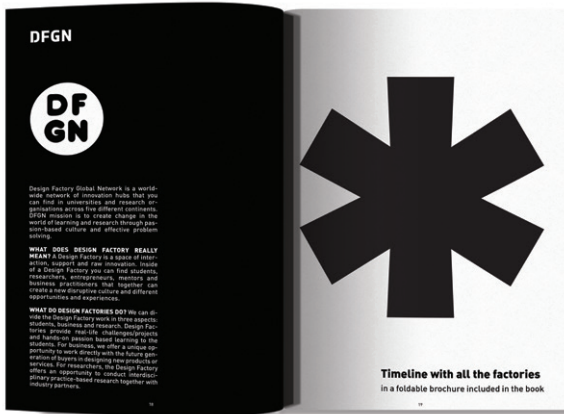 DFGN
DF
GN
Design Factory Global Network is a world-
wide network of innovation hubs that you
can find in universities and research or-
ganisations across five different continents.
DFGN mission is to create change in the
world of learning and research through pas-
sion-based culture and effective problem
solving.
WHAT DOES DESIGN FACTORY REALLY
MEAN? A Design Factory is a space of inter-
action, support and raw innovation. Inside
of a Design Factory you can find students,
researchers, entrepreneurs, mentors and
business practitioners that together can
create a new disruptive culture and different
opportunities and experiences.
WHAT DO DESIGN FACTORIES DO? We can di-
vide the Design Factory work in three aspects:
students, business and research. Design Fac-
tories provide real-life challenges/projects
and hands-on passion based learning to the
students. For business, we offer a unique op-
portunity to work directly with the future gen-
eration of buyers in designing new products or
services. For researchers, the Design Factory
offers an opportunity to conduct interdisci-
plinary practice-based research together with
industry partners.
Timeline with all the factories
in a foldable brochure included in the book